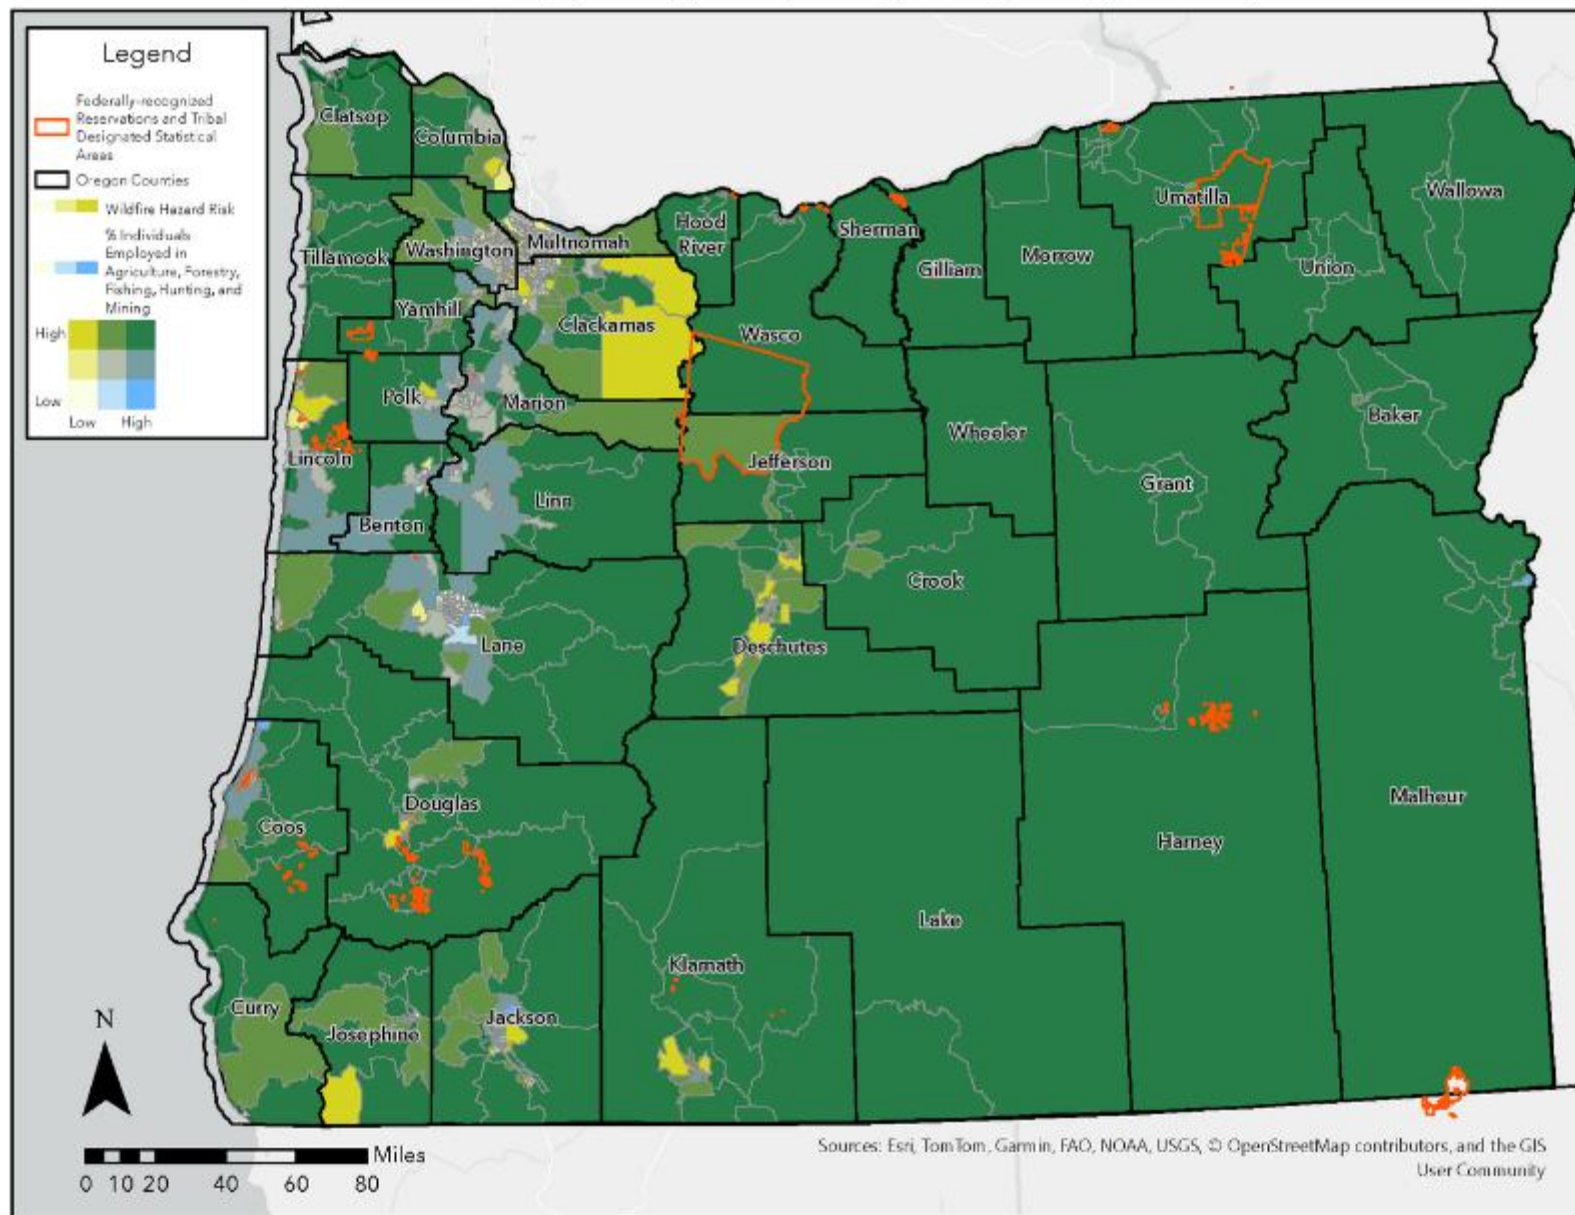 Legend
Federally-recognized
Reservations and Tribal
Designated Statistical
Areas
Oregon Counties
Wildfire Hazard Risk
% Individuals
Employed in
Agriculture, Forestry,
Fishing, Hunting, and
Mining
High
Low
Low High
Clatsop
Columbia
Tillamook
Washington
Multnomah
Hood
River
Sherman
Gilliam
Morrow
Umatilla
Union
Wallowa
Yamhill
Clackamas
Wasco
Polk
Marion
Lincoln
Jefferson
Wheeler
Grant
Baker
Benton
Linn
Crook
Lane
Deschutes
Douglas
Coos
Malheur
Harney
Lake
Klamath
Curry
Josephine
Jackson
N
Miles
0 10 20 40 60 80
Sources: Esri, TomTom, Garmin, FAO, NOAA, USGS, © OpenStreetMap contributors, and the GIS
User Community